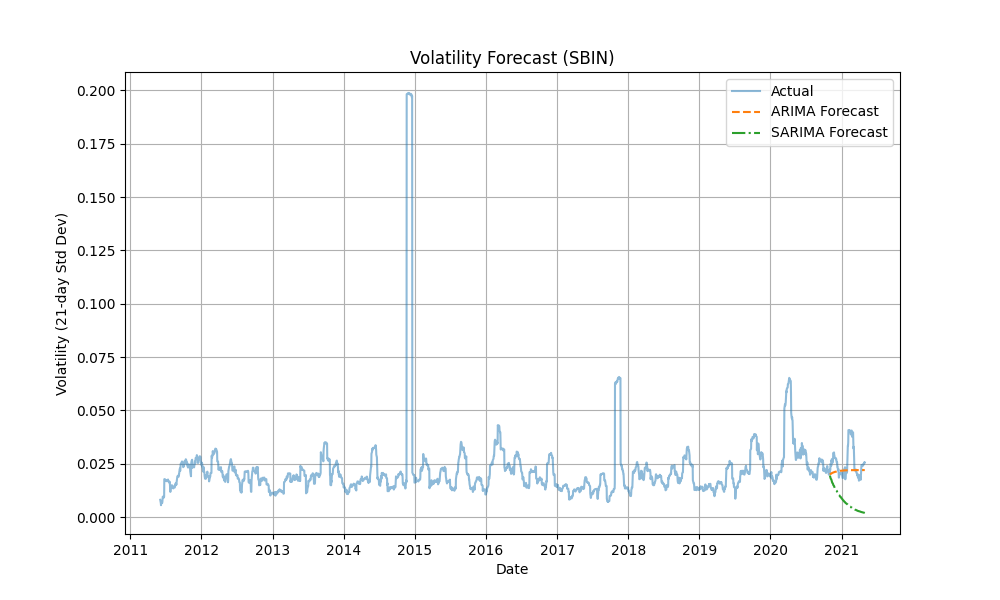 Volatility Forecast (SBIN)
Actual
ARIMA Forecast
SARIMA Forecast
Volatility (21-day Std Dev)
0.200
0.175
0.150
0.125
0.100
0.075
0.050
0.025
0.000
2011 2012 2013 2014 2015 2016 2017 2018 2019 2020 2021
Date